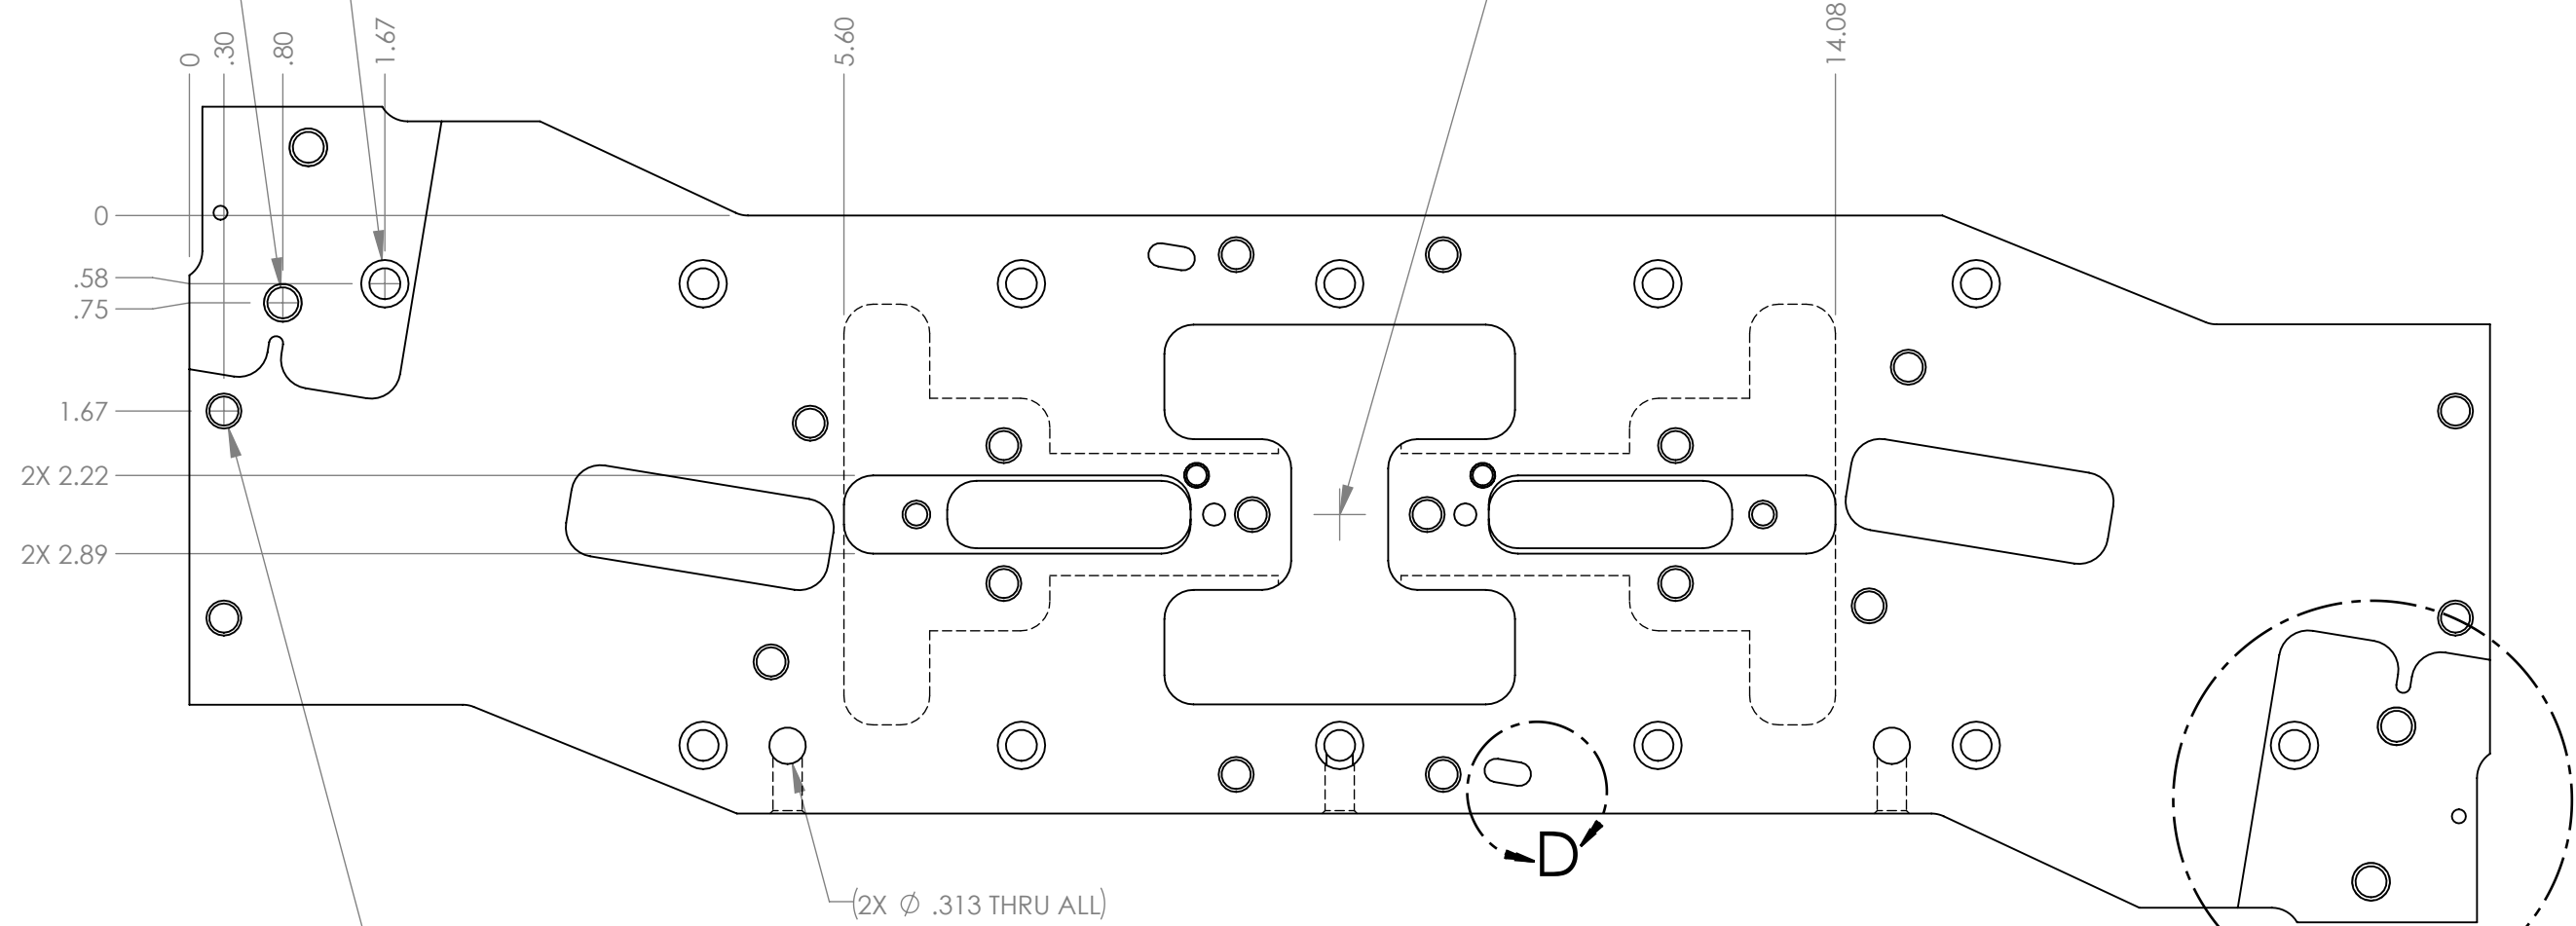 0
.30
.80
1.67
5.60
14.08
0
.58
.75
1.67
2X 2.22
2X 2.89
D
(2X ∅ .313 THRU ALL)